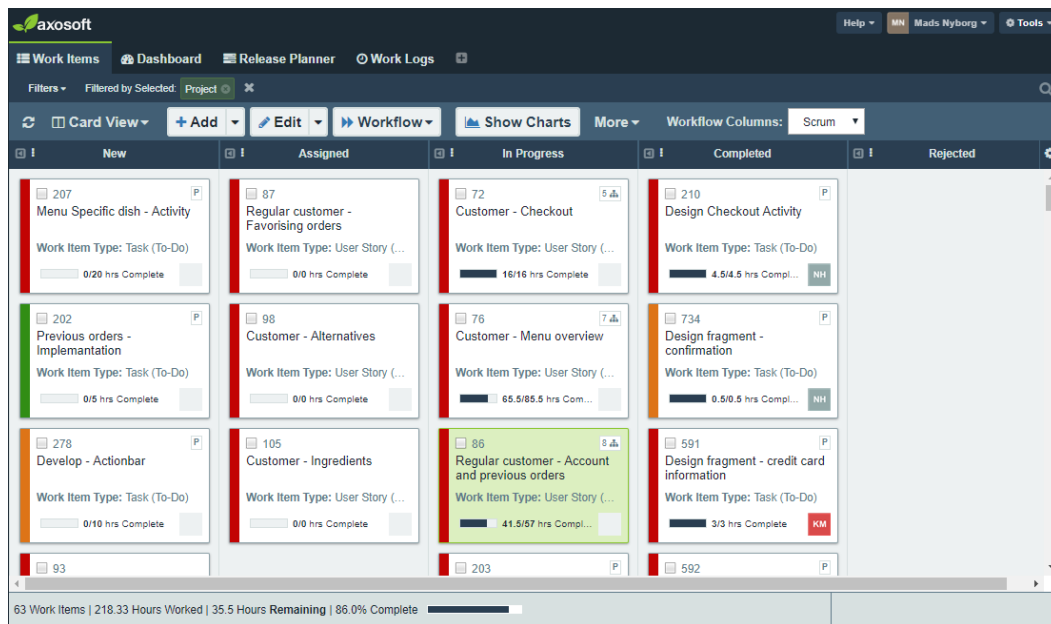 axosoft
Help
MN Mads Nyborg
Tools
Work Items Dashboard Release Planner Work Logs
Filters Filtered by Selected: Project
Card View Add Edit Workflow Show Charts More Workflow Columns: Scrum
New Assigned In Progress Completed Rejected
207 P
Menu Specific dish - Activity
Work Item Type: Task (To-Do)
0/20 hrs Complete
87
Regular customer -
Favorising orders
Work Item Type: User Story (...
0/0 hrs Complete
72 5
Customer - Checkout
Work Item Type: User Story (...
16/16 hrs Complete
210 P
Design Checkout Activity
Work Item Type: Task (To-Do)
4.5/4.5 hrs Compl... NH
202 P
Previous orders -
Implemantation
Work Item Type: Task (To-Do)
0/5 hrs Complete
98
Customer - Alternatives
Work Item Type: User Story (...
0/0 hrs Complete
76 7
Customer - Menu overview
Work Item Type: User Story (...
65.5/85.5 hrs Com...
734 P
Design fragment -
confirmation
Work Item Type: Task (To-Do)
0.5/0.5 hrs Compl... NH
278 P
Develop - Actionbar
Work Item Type: Task (To-Do)
0/10 hrs Complete
105
Customer - Ingredients
Work Item Type: User Story (...
0/0 hrs Complete
86 8
Regular customer - Account
and previous orders
Work Item Type: User Story (...
41.5/57 hrs Compl...
591 P
Design fragment - credit card
information
Work Item Type: Task (To-Do)
3/3 hrs Complete KM
93
203 P
592 P
63 Work Items | 218.33 Hours Worked | 35.5 Hours Remaining | 86.0% Complete